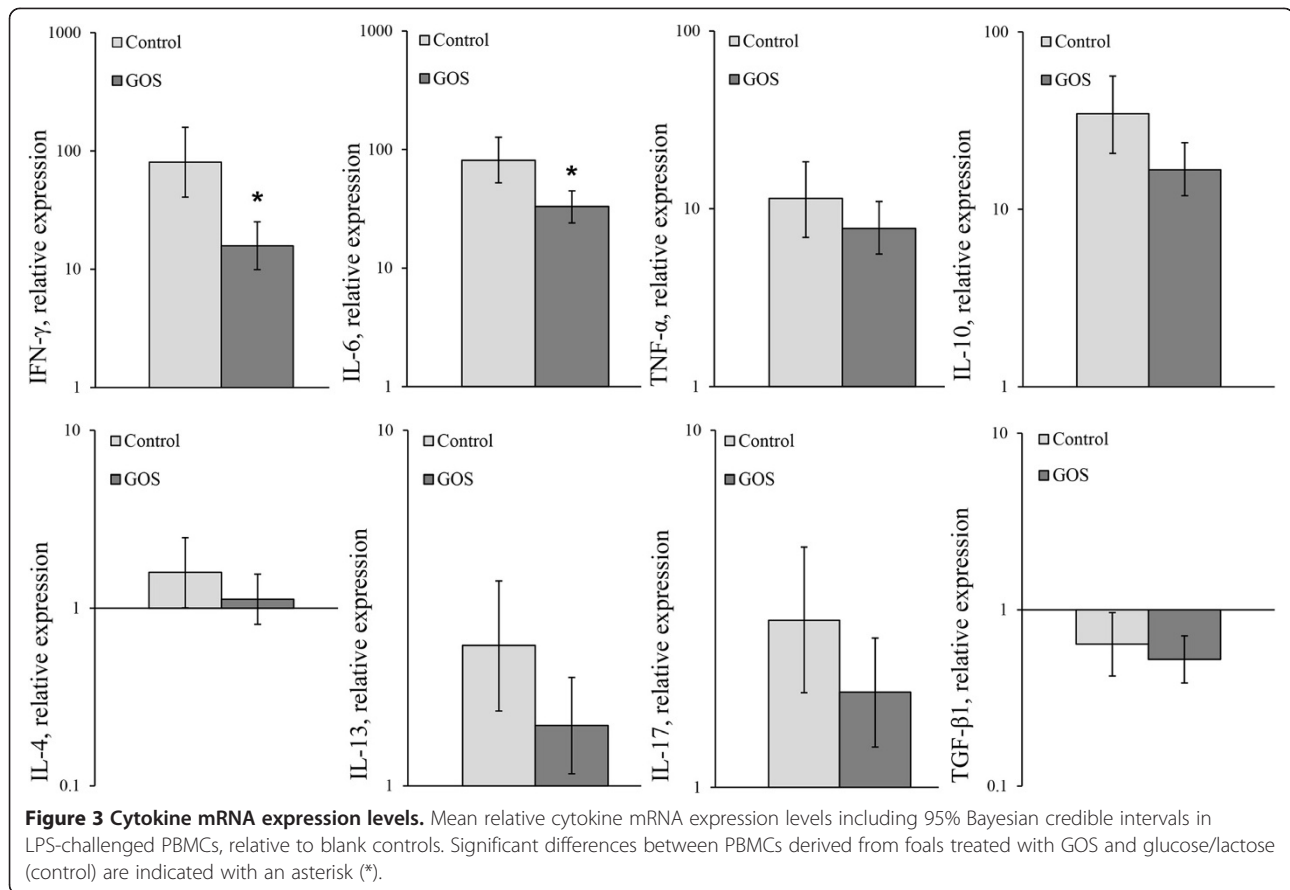 1000
Control
GOS
100
*
10
1
IFN-γ, relative expression
1000
Control
GOS
100
*
10
1
IL-6, relative expression
100
Control
GOS
10
1
TNF-α, relative expression
100
Control
GOS
10
1
IL-10, relative expression
10
Control
GOS
1
0.1
IL-4, relative expression
10
Control
GOS
1
IL-13, relative expression
10
Control
GOS
1
IL-17, relative expression
10
Control
GOS
1
0.1
TGF-β1, relative expression
Figure 3 Cytokine mRNA expression levels. Mean relative cytokine mRNA expression levels including 95% Bayesian credible intervals in
LPS-challenged PBMCs, relative to blank controls. Significant differences between PBMCs derived from foals treated with GOS and glucose/lactose
(control) are indicated with an asterisk (*).